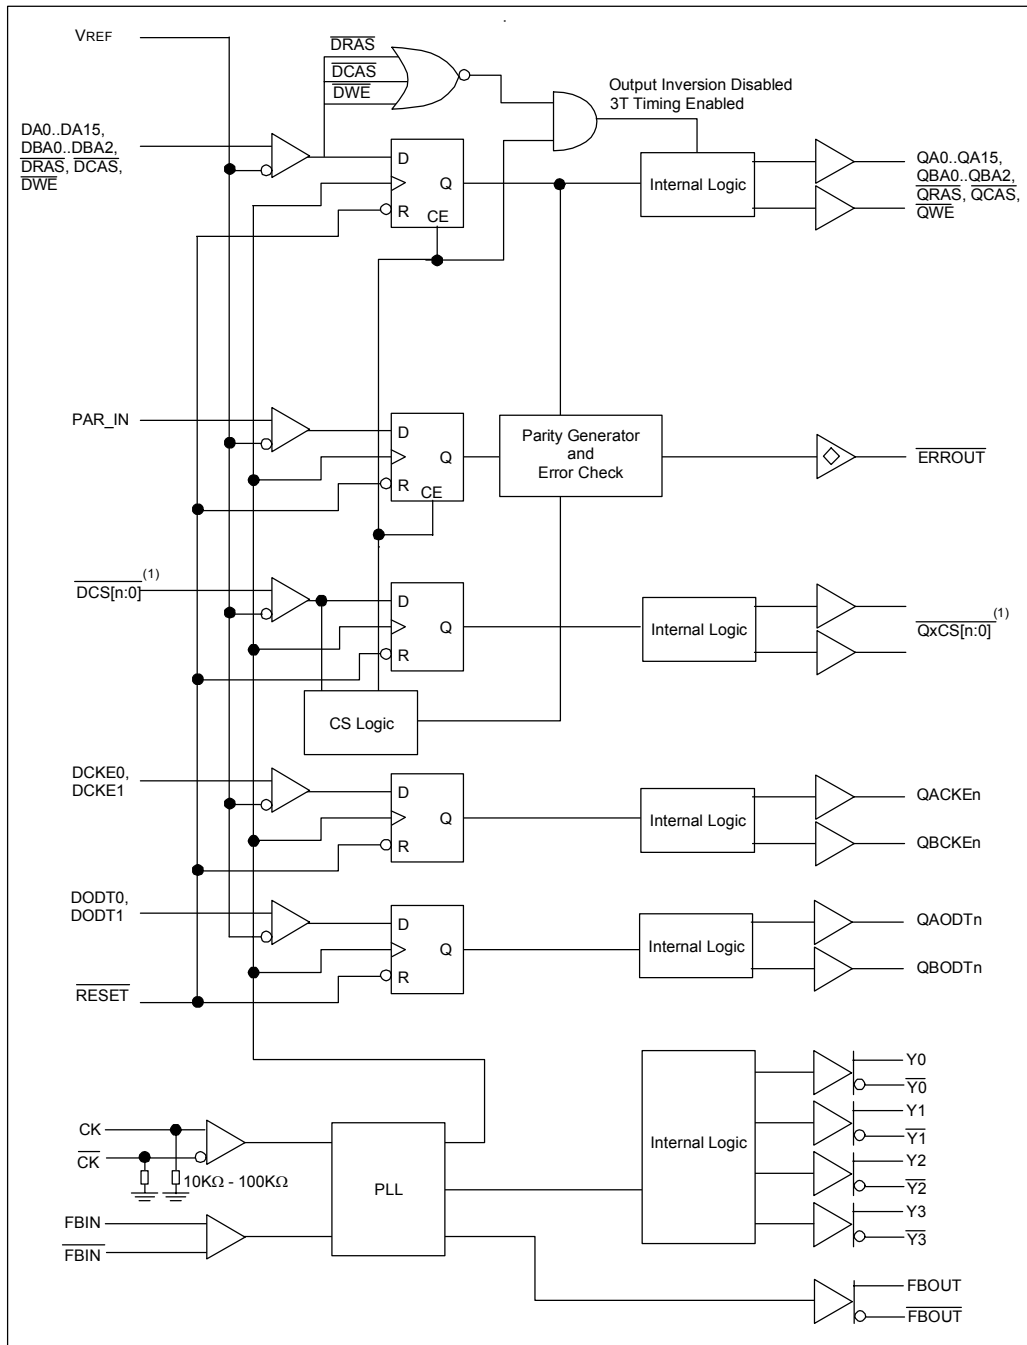 VREF
DRAS
DCAS
DWE
Output Inversion Disabled
3T Timing Enabled
DA0..DA15,
DBA0..DBA2,
DRAS, DCAS,
DWE
D
Q
R
CE
Internal Logic
QA0..QA15,
QBA0..QBA2,
QRAS, QCAS,
QWE
PAR_IN
D
Q
R
CE
Parity Generator
and
Error Check
ERROUT
DCS[n:0](1)
D
Q
R
Internal Logic
QxCS[n:0](1)
CS Logic
DCKE0,
DCKE1
D
Q
R
Internal Logic
QACKEn
QBCKEn
DODT0,
DODT1
D
Q
R
Internal Logic
QAODTn
QBODTn
RESET
CK
CK
10KΩ - 100KΩ
FBIN
FBIN
PLL
Internal Logic
Y0
Y0
Y1
Y1
Y2
Y2
Y3
Y3
FBOUT
FBOUT